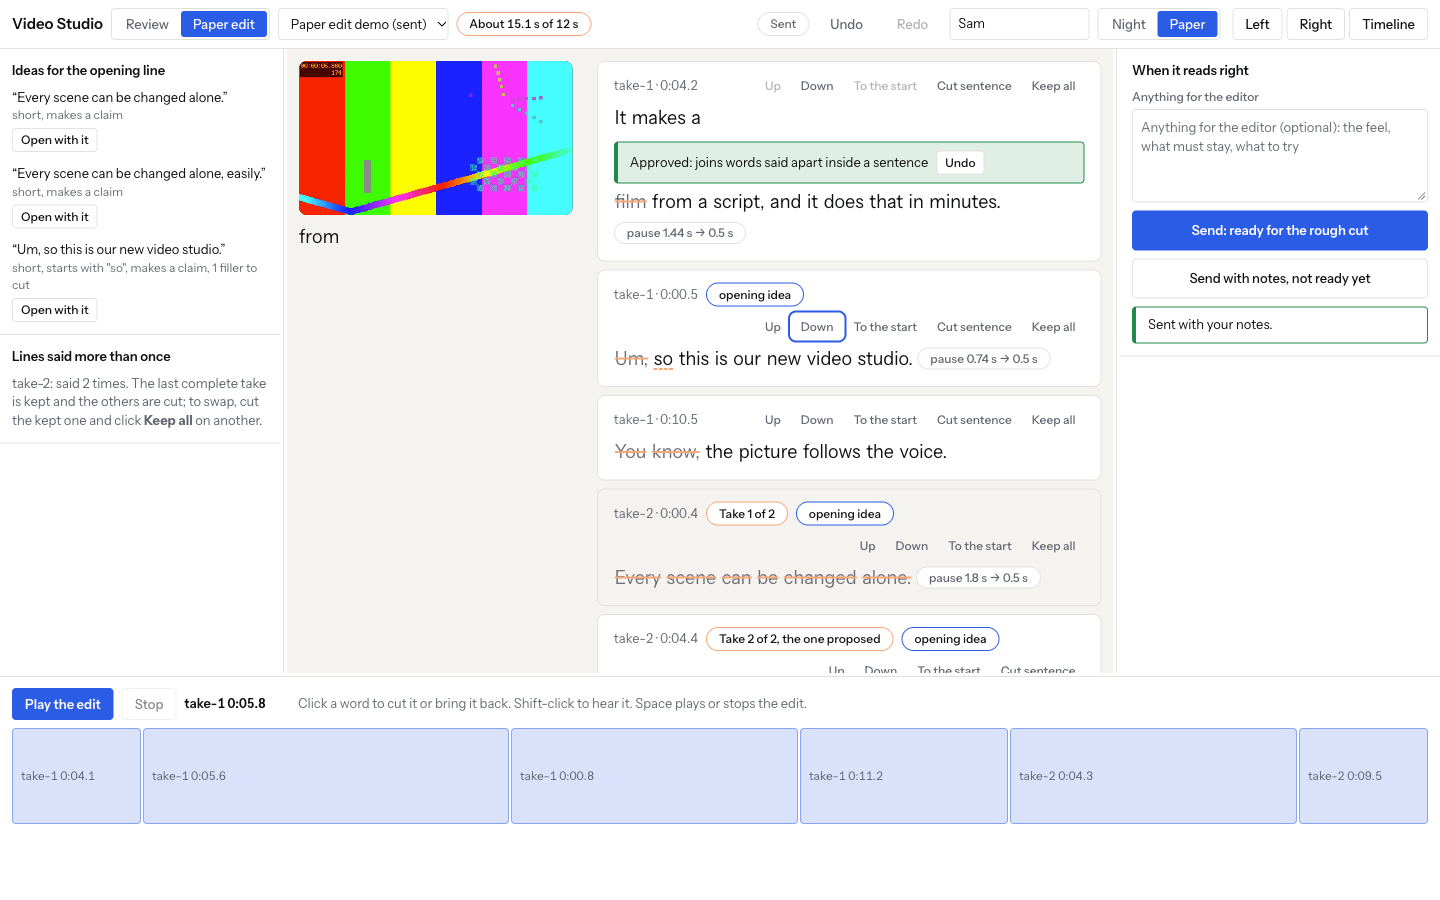 Video Studio
Review
Paper edit
Paper edit demo (sent)
About 15.1 s of 12 s
Sent
Undo
Redo
Sam
Night
Paper
Left
Right
Timeline
Ideas for the opening line
“Every scene can be changed alone.”
short, makes a claim
Open with it
“Every scene can be changed alone, easily.”
short, makes a claim
Open with it
“Um, so this is our new video studio.”
short, starts with "so", makes a claim, 1 filler to
cut
Open with it
Lines said more than once
take-2: said 2 times. The last complete take
is kept and the others are cut; to swap, cut
the kept one and click Keep all on another.
from
take-1 · 0:04.2
Up
Down
To the start
Cut sentence
Keep all
It makes a
Approved: joins words said apart inside a sentence
Undo
film from a script, and it does that in minutes.
pause 1.44 s → 0.5 s
take-1 · 0:00.5
opening idea
Up
Down
To the start
Cut sentence
Keep all
Um, so this is our new video studio.
pause 0.74 s → 0.5 s
take-1 · 0:10.5
Up
Down
To the start
Cut sentence
Keep all
You know, the picture follows the voice.
take-2 · 0:00.4
Take 1 of 2
opening idea
Up
Down
To the start
Keep all
Every scene can be changed alone.
pause 1.8 s → 0.5 s
take-2 · 0:04.4
Take 2 of 2, the one proposed
opening idea
Up
Down
To the start
Cut sentence
When it reads right
Anything for the editor
Anything for the editor (optional): the feel,
what must stay, what to try
Send: ready for the rough cut
Send with notes, not ready yet
Sent with your notes.
Play the edit
Stop
take-1 0:05.8
Click a word to cut it or bring it back. Shift-click to hear it. Space plays or stops the edit.
take-1 0:04.1
take-1 0:05.6
take-1 0:00.8
take-1 0:11.2
take-2 0:04.3
take-2 0:09.5